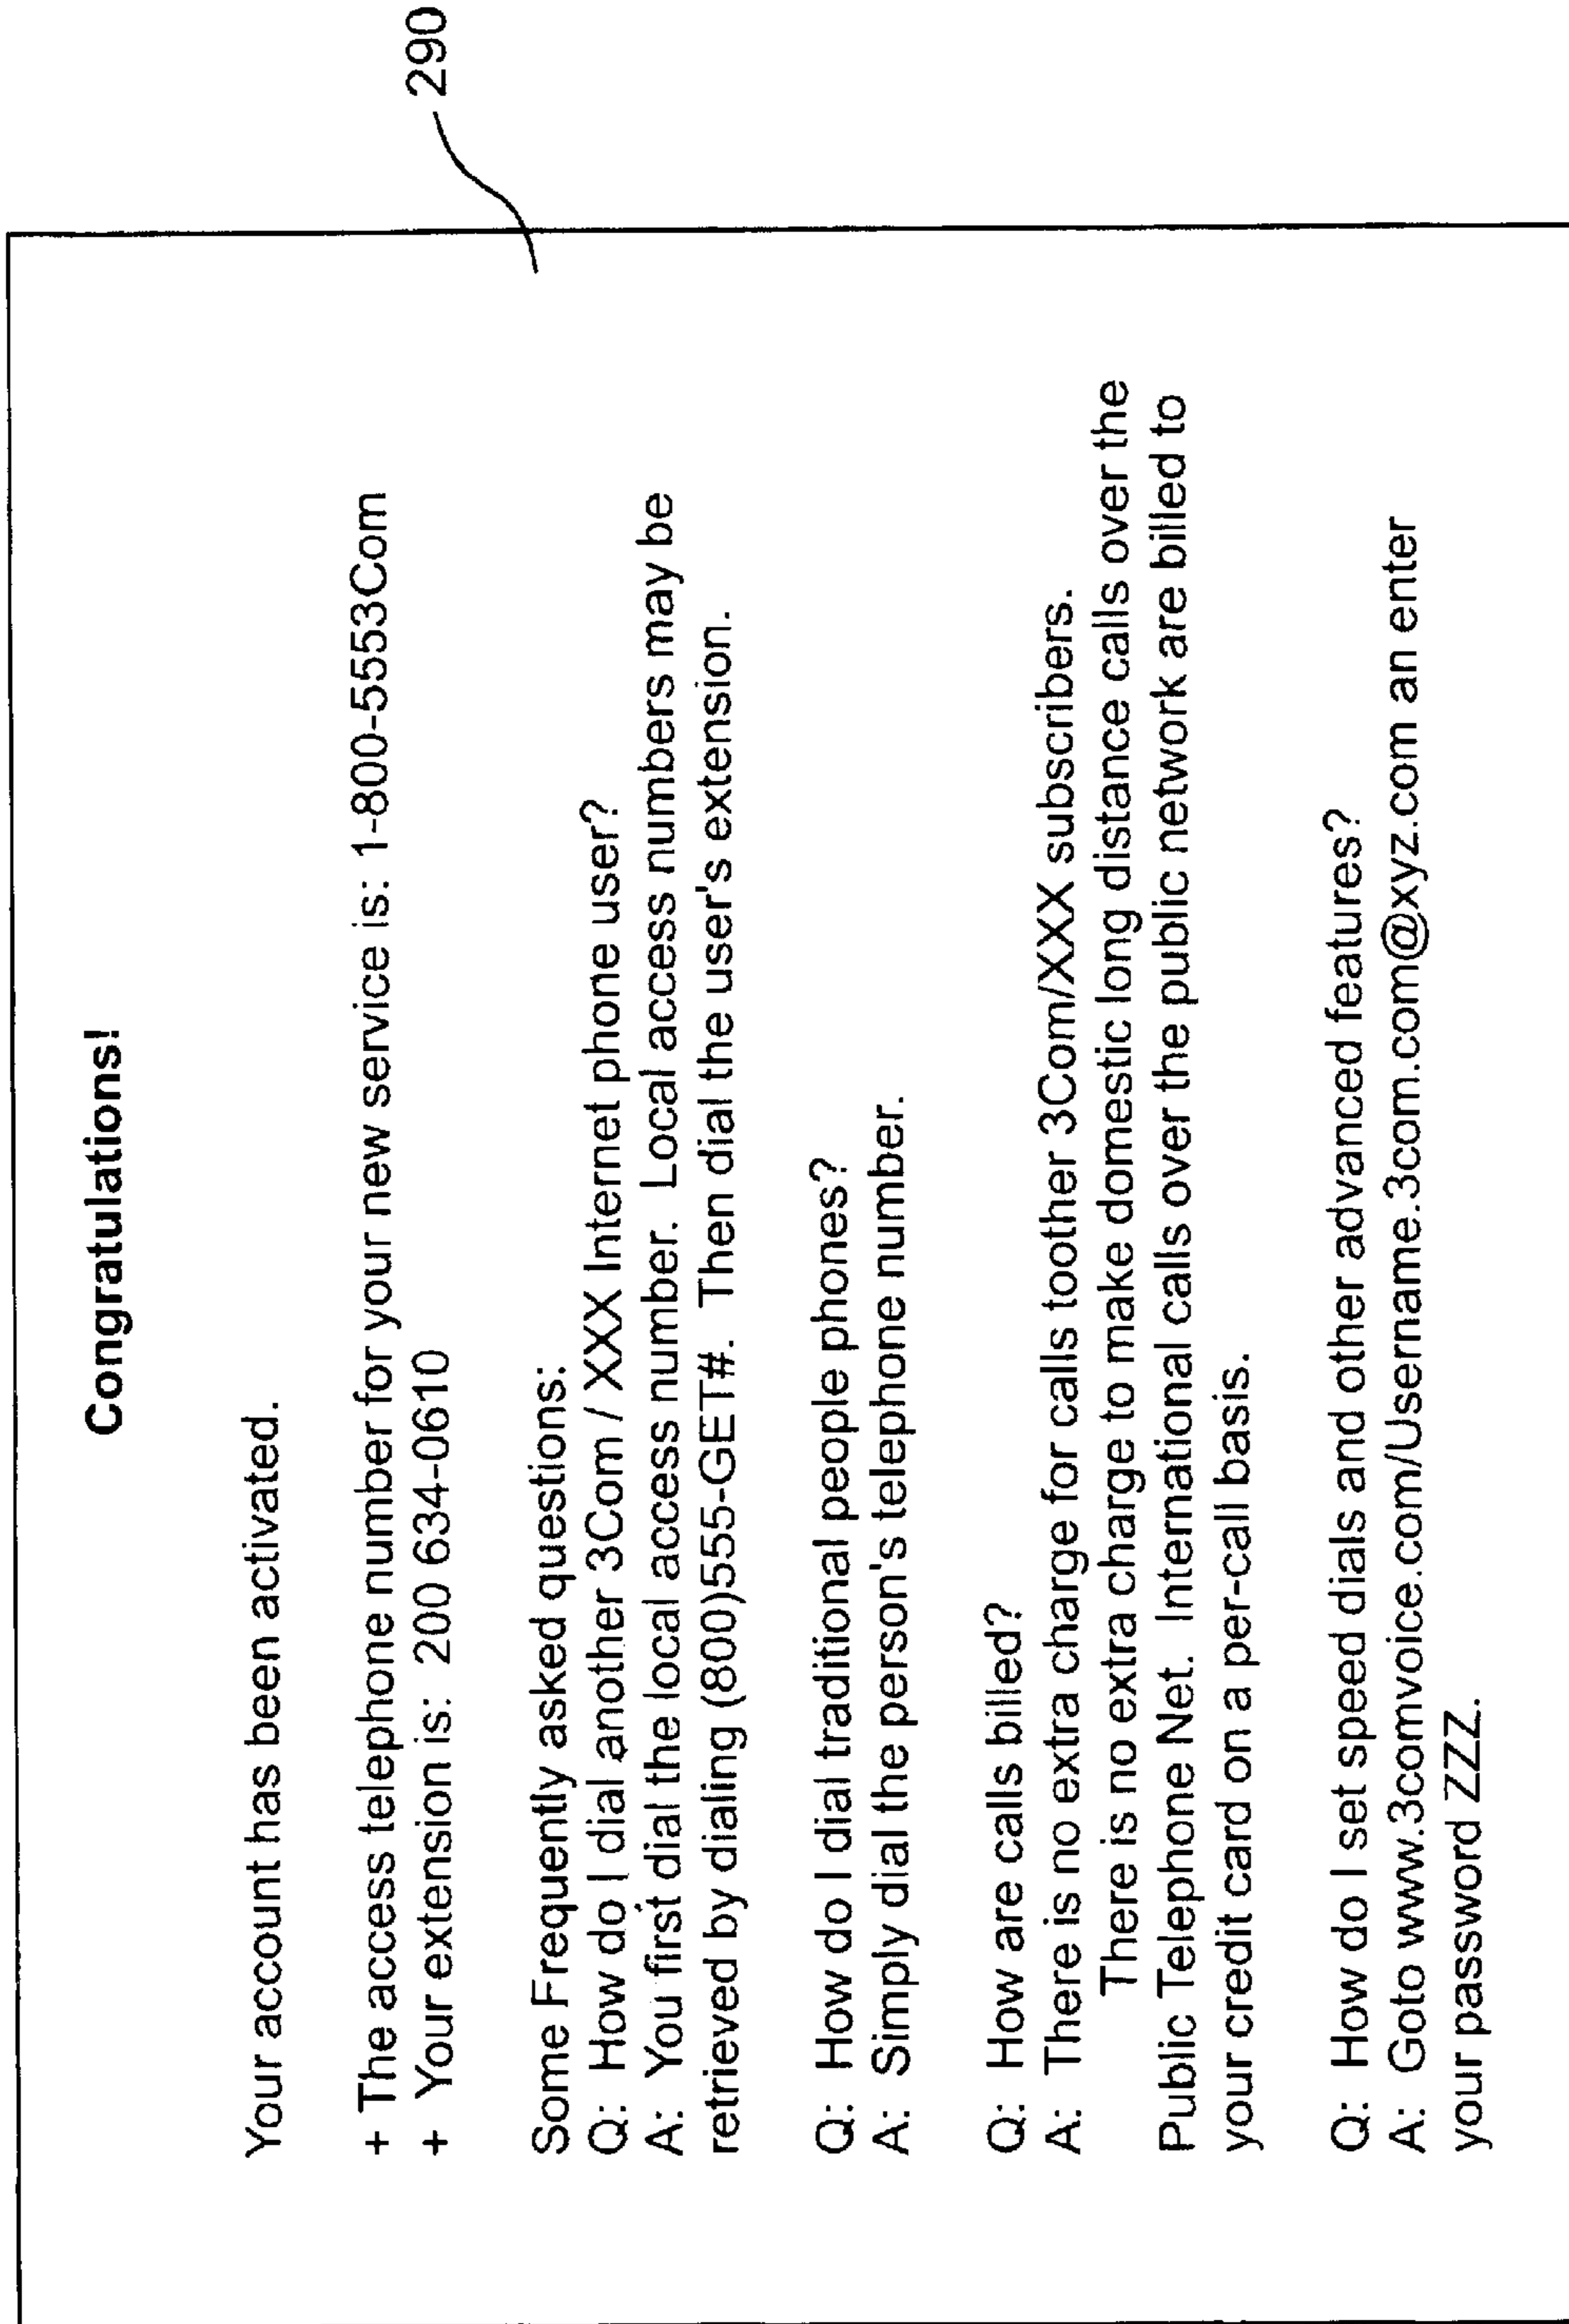 Congratulations!
Your account has been activated.
+ The access telephone number for your new service is: 1-800-5553Com
+ Your extension is: 200 634-0610
Some Frequently asked questions:
Q: How do I dial another 3Com / XXX Internet phone user?
A: You first dial the local access number. Local access numbers may be
retrieved by dialing (800)555-GET#. Then dial the user's extension.
Q: How do I dial traditional people phones?
A: Simply dial the person's telephone number.
Q: How are calls billed?
A: There is no extra charge for calls toother 3Com/XXX subscribers.
There is no extra charge to make domestic long distance calls over the
Public Telephone Net. International calls over the public network are billed to
your credit card on a per-call basis.
Q: How do I set speed dials and other advanced features?
A: Goto www.3comvoice.com/Username.3com.com@xyz.com an enter
your password ZZZ.
290